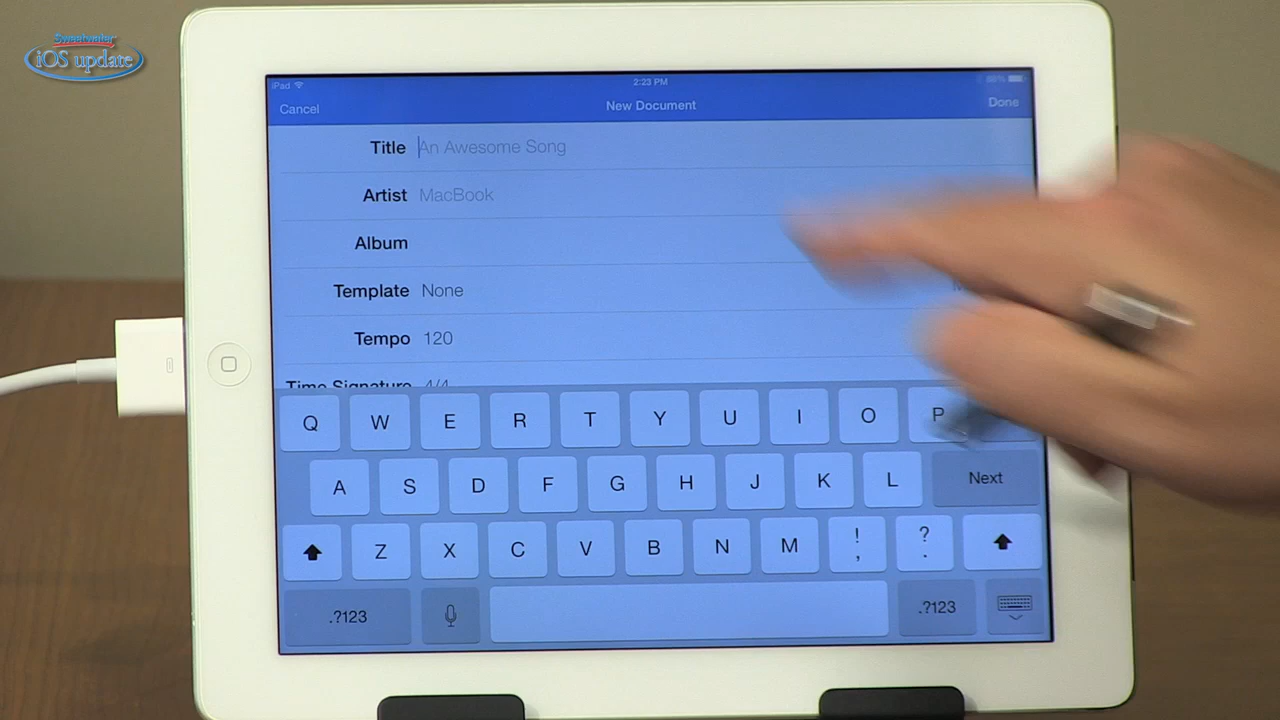 Sweetwater
iOS update
iPad
2:23 PM
Cancel
New Document
Done
Title An Awesome Song
Artist MacBook
Album
Template None
Tempo 120
Time Signature 4/4
Q W E R T Y U I O P
A S D F G H J K L Next
Z X C V B N M ! , ? .
.?123 .?123